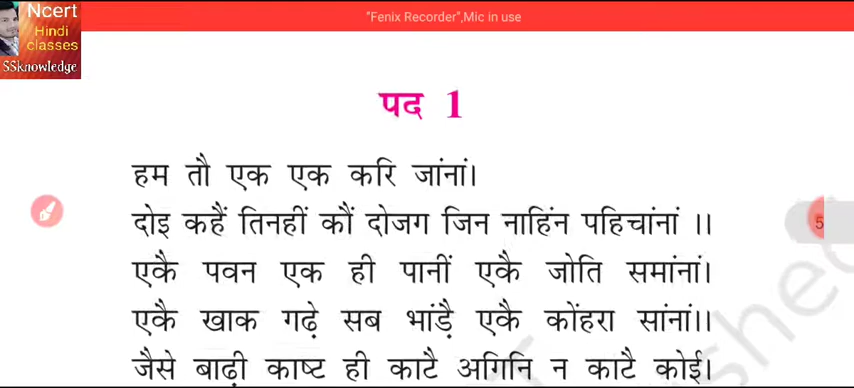 Ncert
Hindi
classes
SSknowledge
"Fenix Recorder",Mic in use
पद 1
हम तौ एक एक करि जांनां।
दोइ कहैं तिनहीं कौं दोजग जिन नाहिंन पहिचांनां ।।
एकै पवन एक ही पानीं एकै जोति समांनां।
एकै खाक गढ़े सब भांड़ै एकै कोंहरा सांनां।।
जैसे बाढ़ी काष्ट ही काटै अगिनि न काटै कोई।
5